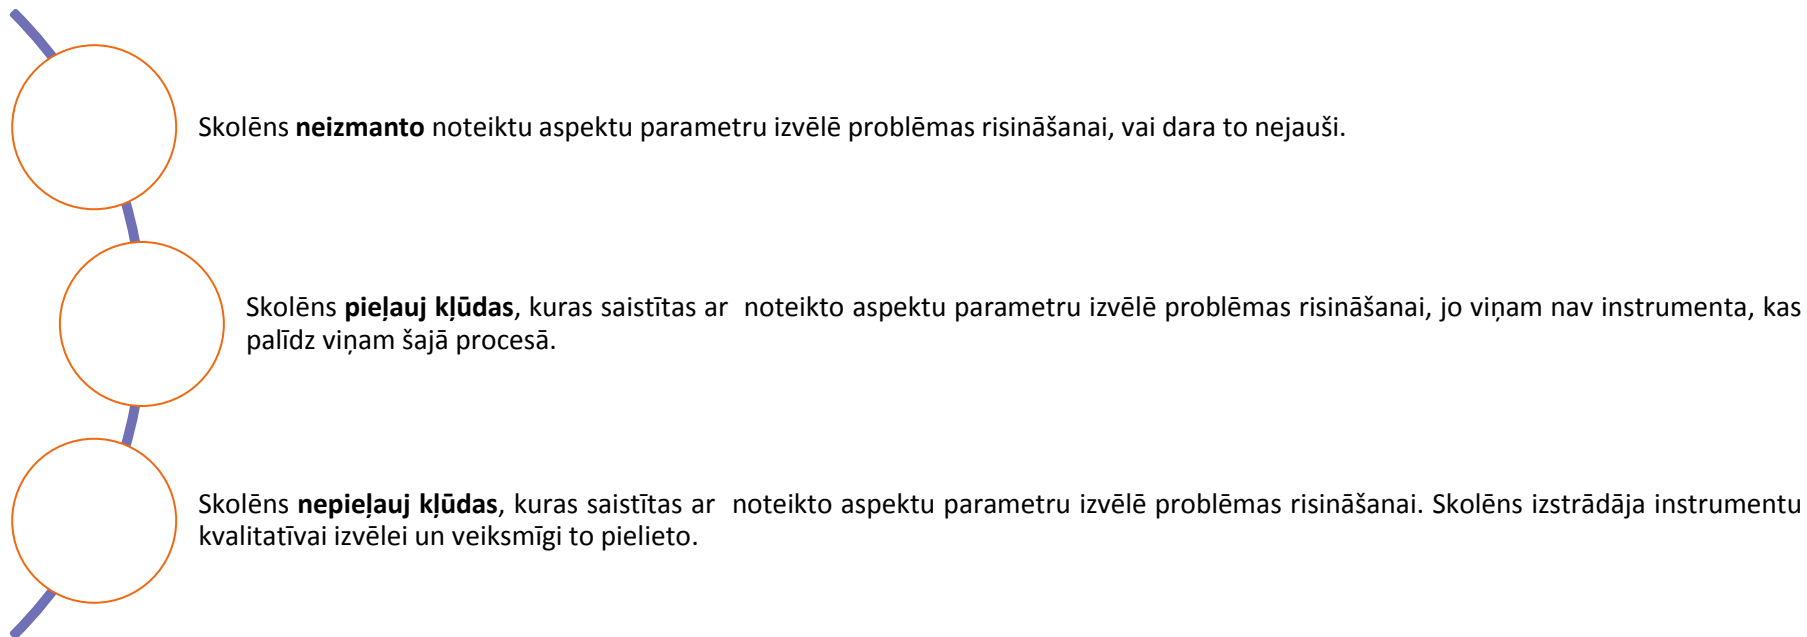 Skolēns neizmanto noteiktu aspektu parametru izvēlē problēmas risināšanai, vai dara to nejauši.
Skolēns pieļauj kļūdas, kuras saistītas ar noteikto aspektu parametru izvēlē problēmas risināšanai, jo viņam nav instrumenta, kas
palīdz viņam šajā procesā.
Skolēns nepieļauj kļūdas, kuras saistītas ar noteikto aspektu parametru izvēlē problēmas risināšanai. Skolēns izstrādāja instrumentu
kvalitatīvai izvēlei un veiksmīgi to pielieto.